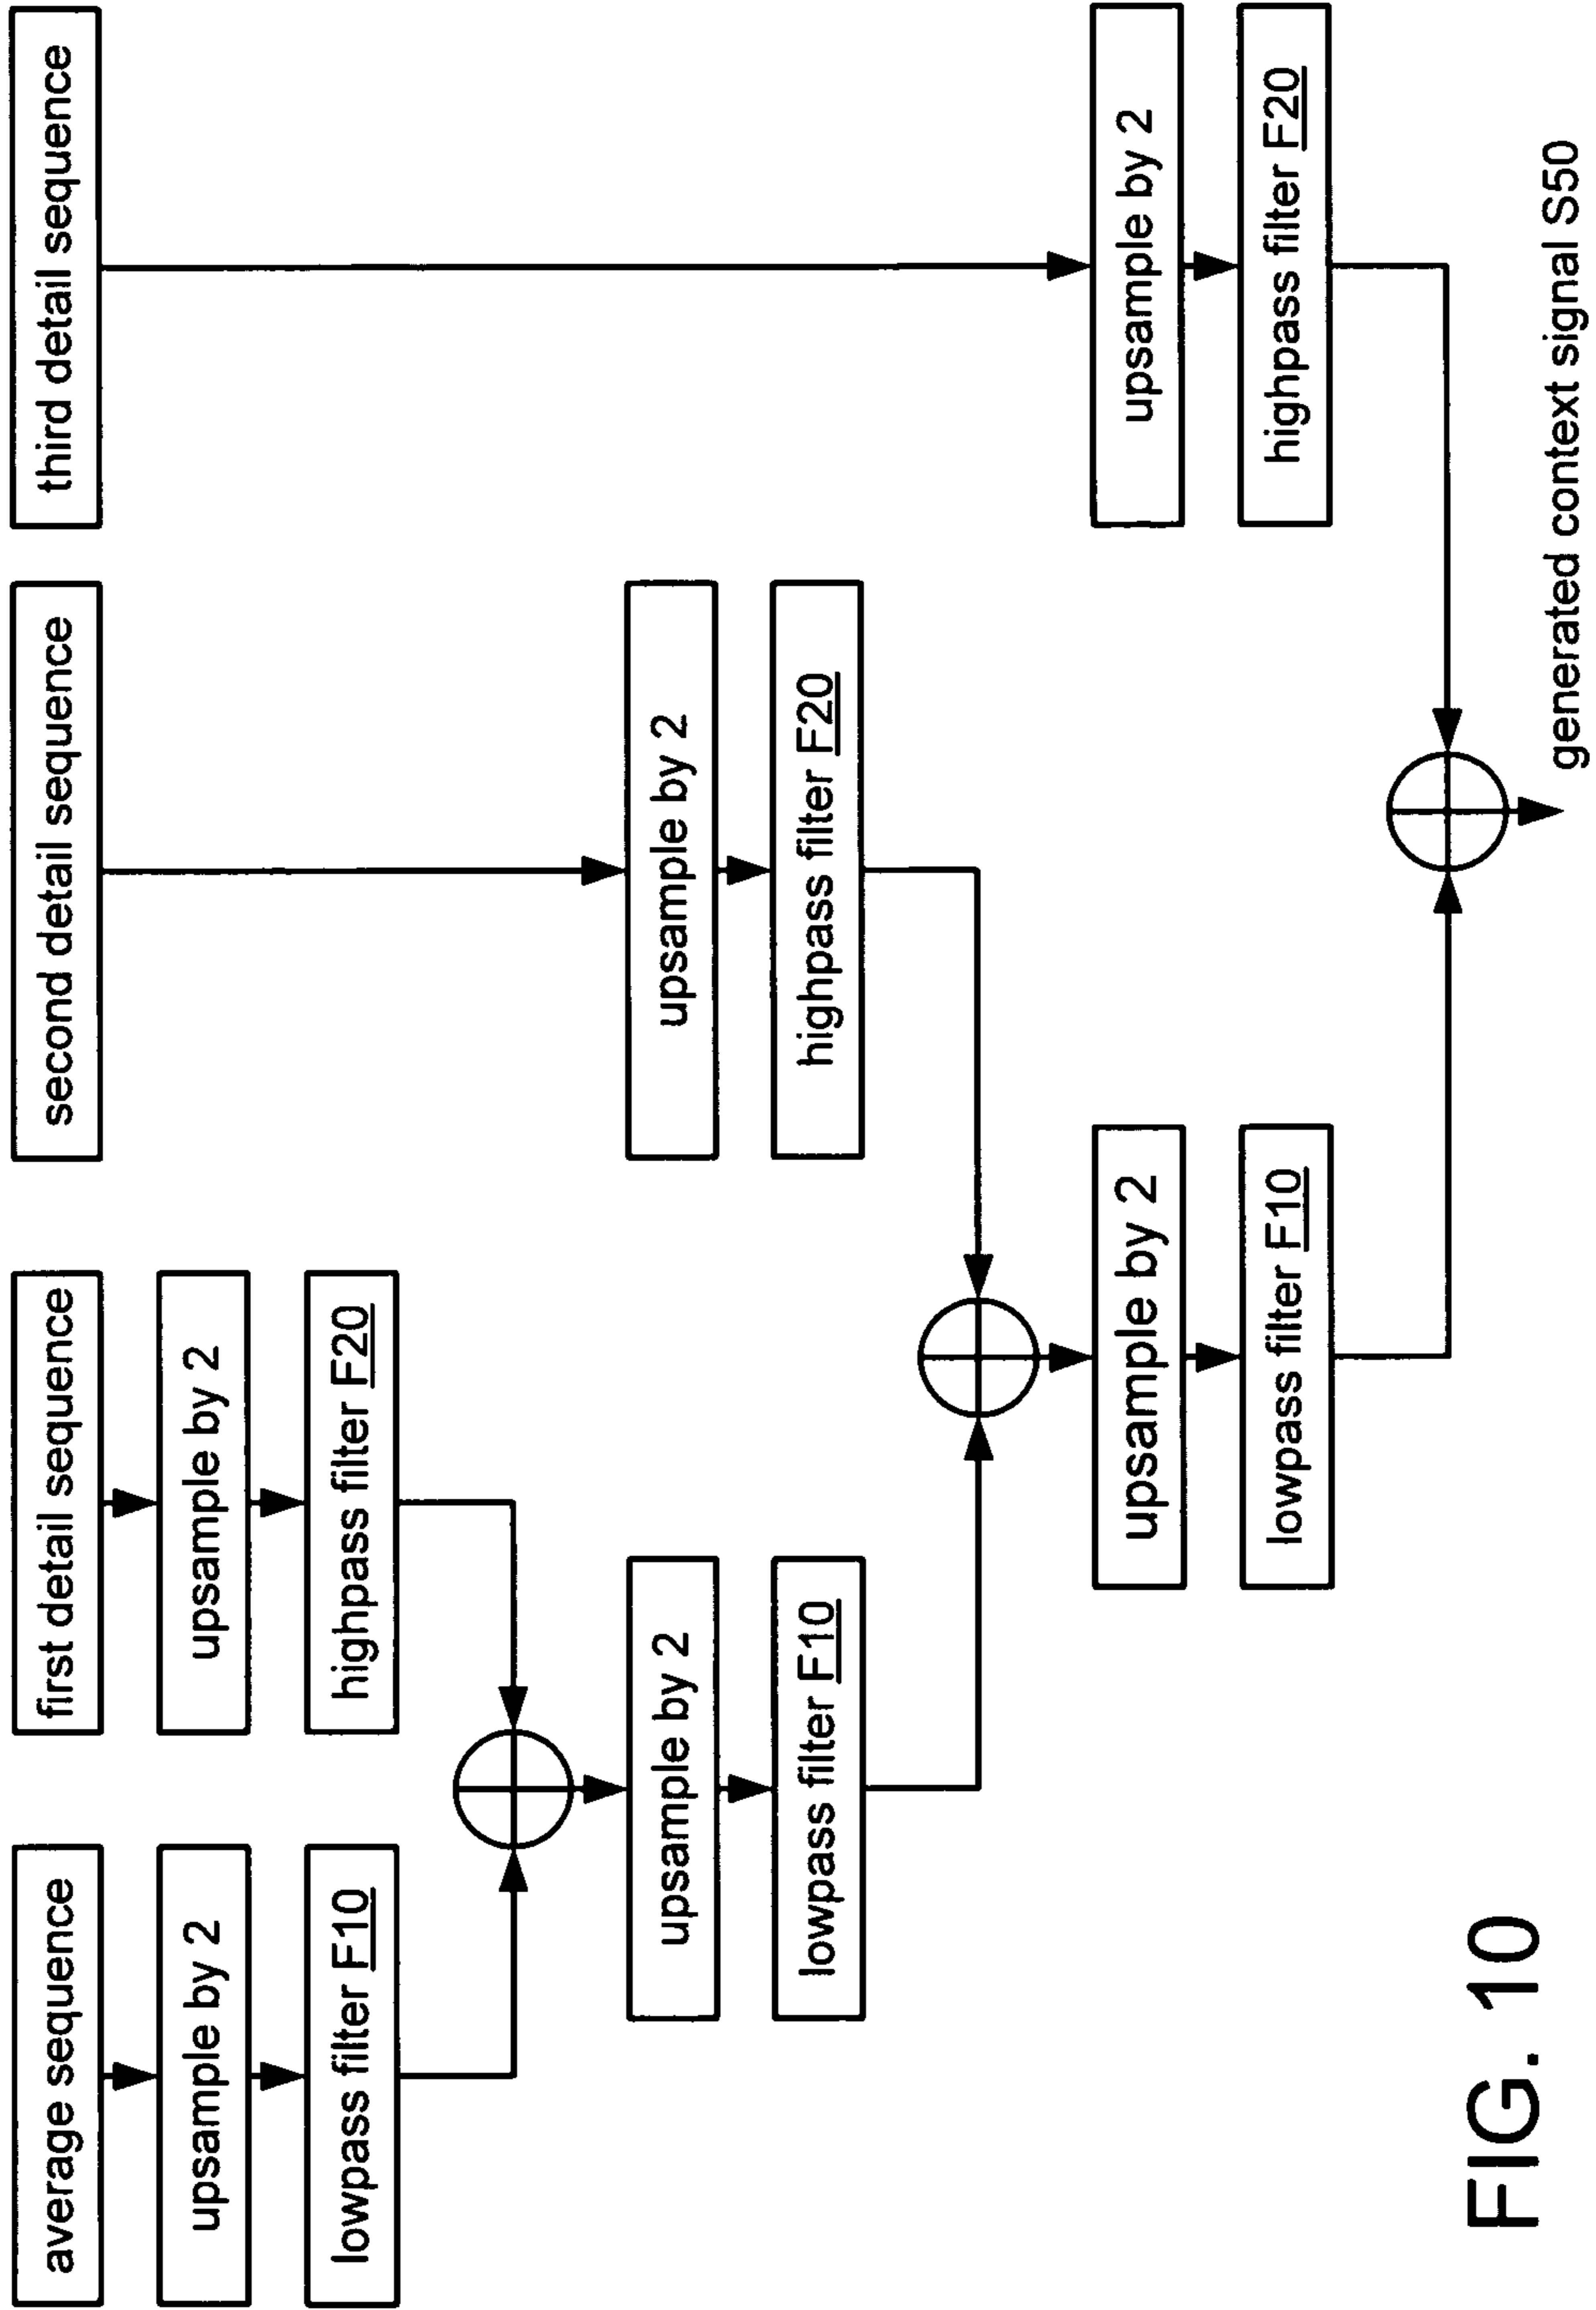 average sequence
first detail sequence
second detail sequence
third detail sequence
upsample by 2
upsample by 2
lowpass filter F10
highpass filter F20
upsample by 2
upsample by 2
lowpass filter F10
highpass filter F20
upsample by 2
upsample by 2
lowpass filter F10
highpass filter F20
generated context signal S50
FIG. 10